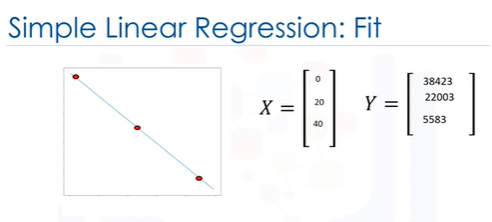 Simple Linear Regression: Fit
X = [0
20
40]
Y = [38423
22003
5583]